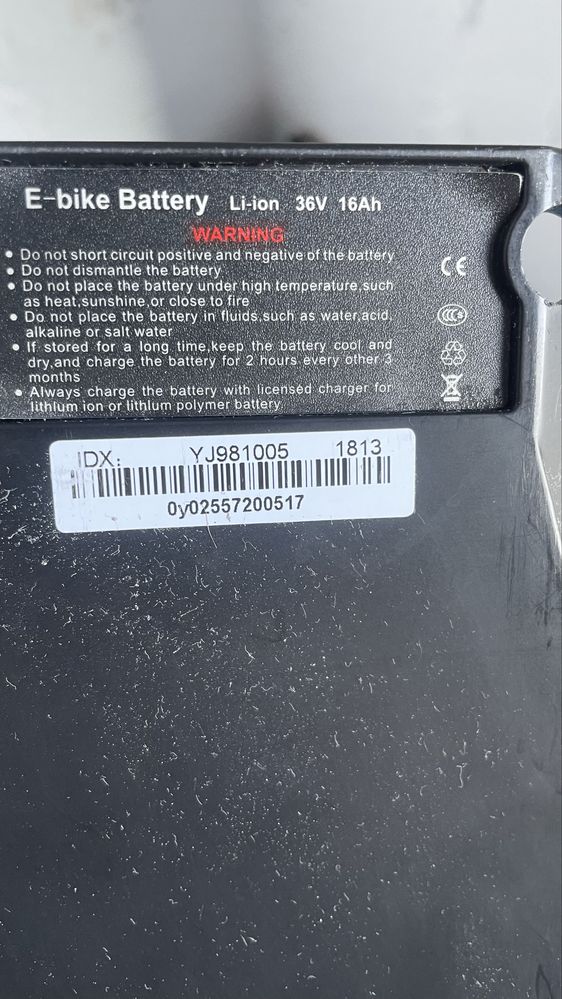 E-bike Battery Li-ion 36V 16Ah
WARNING
• Do not short circuit positive and negative of the battery
• Do not dismantle the battery
• Do not place the battery under high temperature,such
as heat,sunshine,or close to fire
• Do not place the battery in fluids,such as water,acid,
alkaline or salt water
• If stored for a long time,keep the battery cool and
dry,and charge the battery for 2 hours every other 3
months
• Always charge the battery with licensed charger for
lithium ion or lithium polymer battery
CE
CCC
IDX: YJ981005 1813
0y02557200517